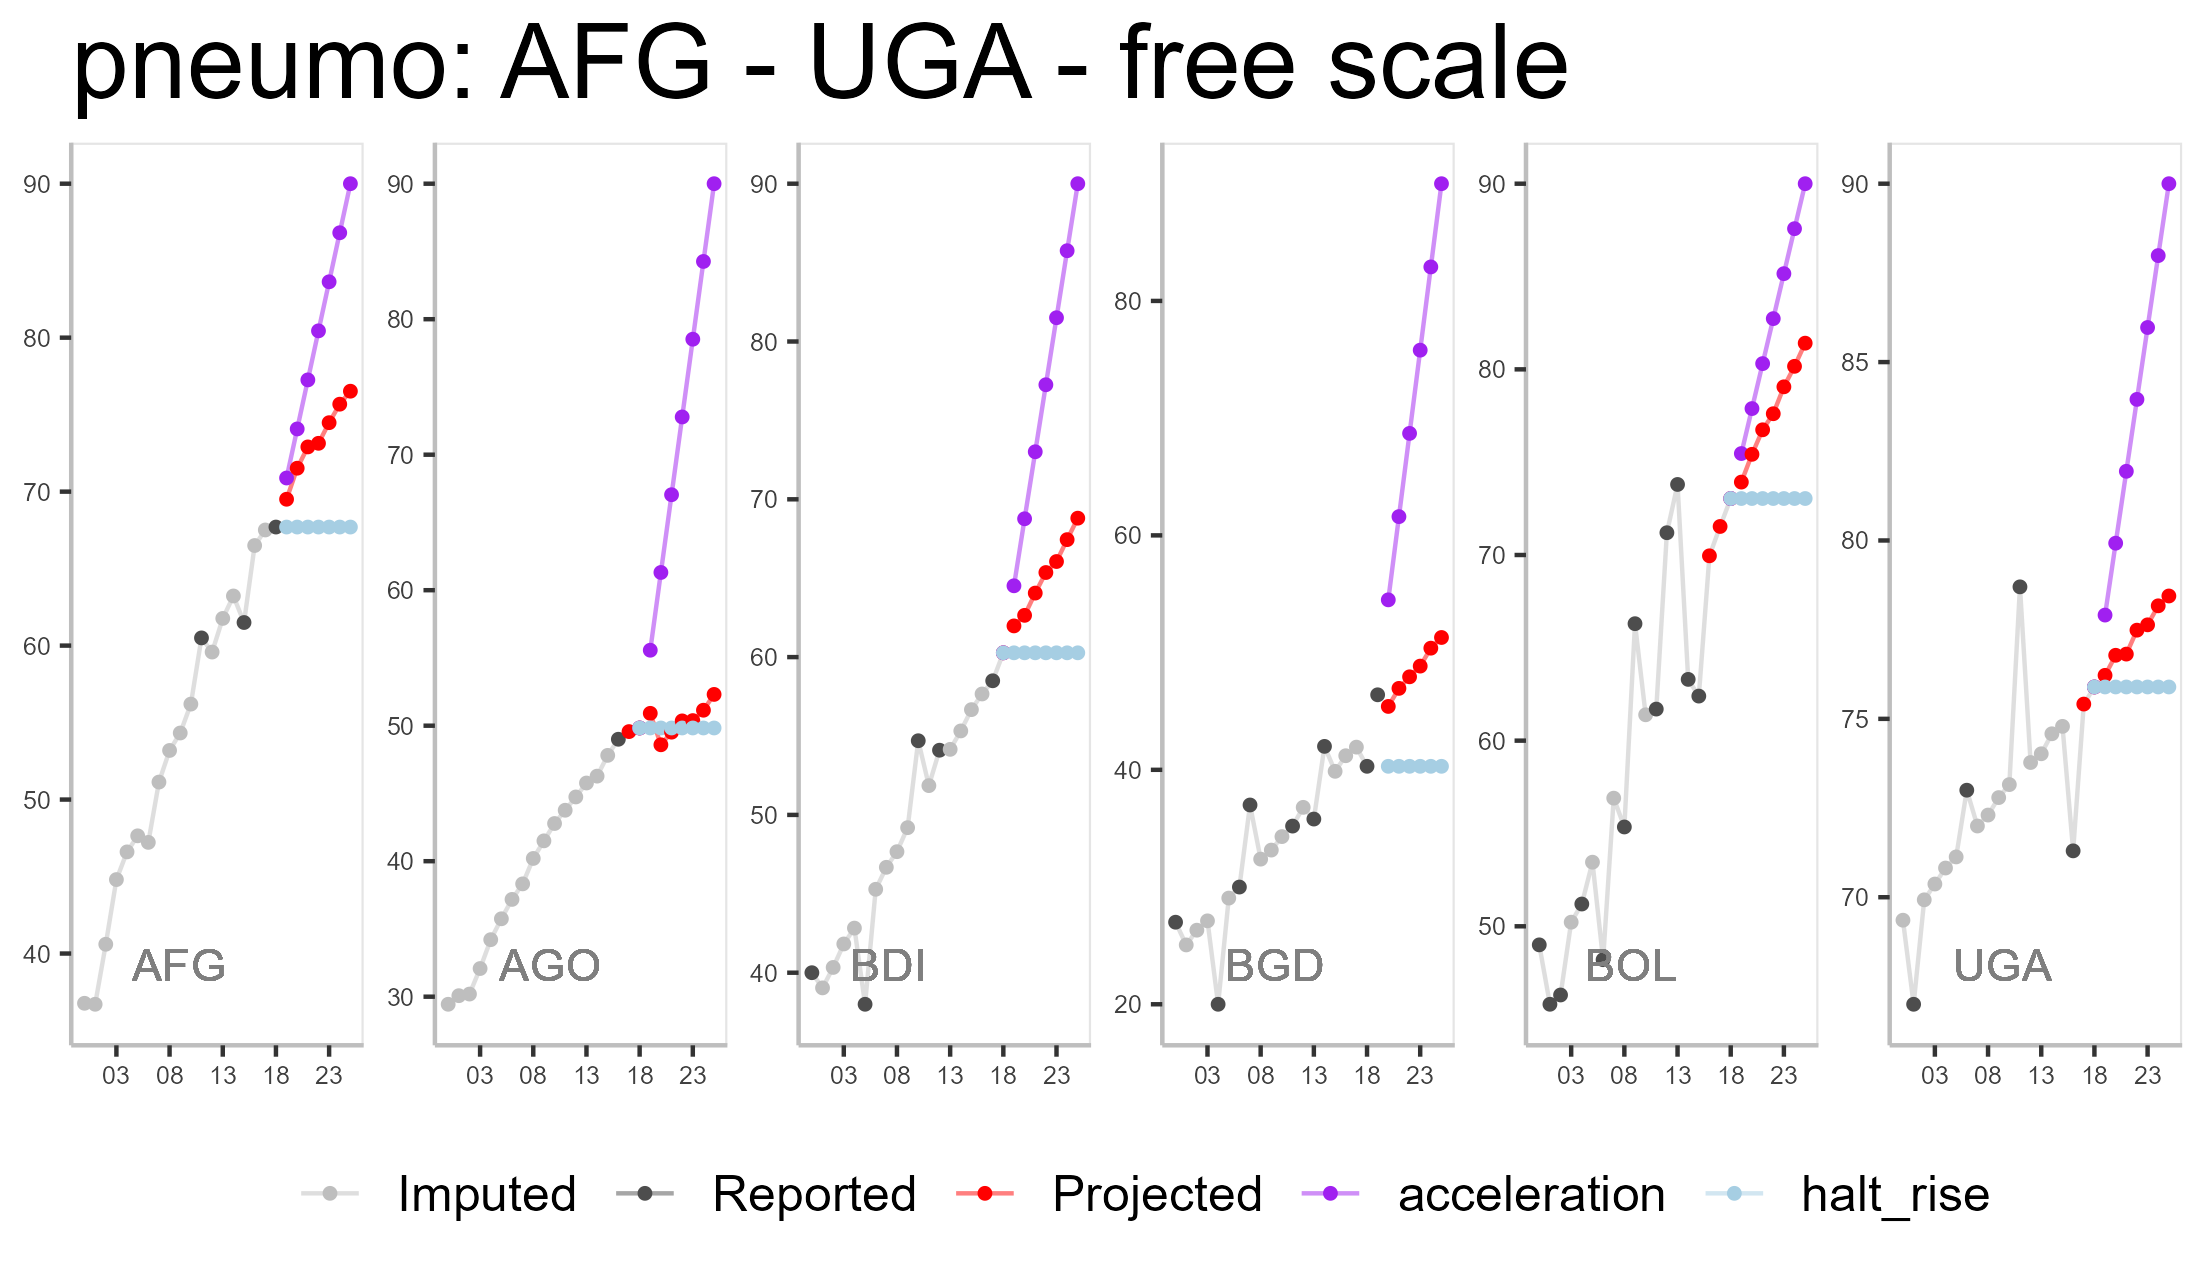 pneumo: AFG - UGA - free scale
90 80 70 60 50 40
AFG
03 08 13 18 23
90 80 70 60 50 40 30
AGO
03 08 13 18 23
90 80 70 60 50 40
BDI
03 08 13 18 23
80 60 40 20
BGD
03 08 13 18 23
90 80 70 60 50
BOL
03 08 13 18 23
90 85 80 75 70
UGA
03 08 13 18 23
Imputed Reported Projected acceleration halt_rise